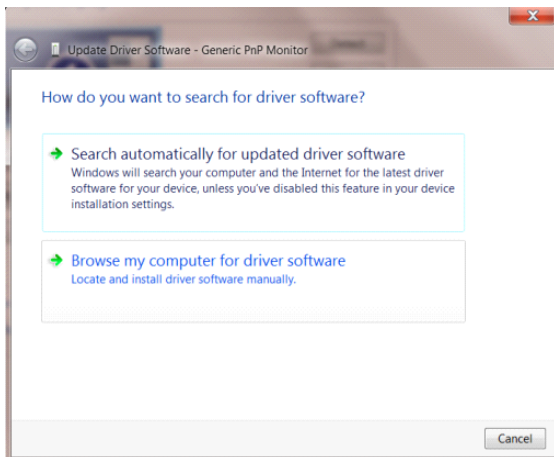 Update Driver Software - Generic PnP Monitor
How do you want to search for driver software?
Search automatically for updated driver software
Windows will search your computer and the Internet for the latest driver
software for your device, unless you've disabled this feature in your device
installation settings.
Browse my computer for driver software
Locate and install driver software manually.
Cancel